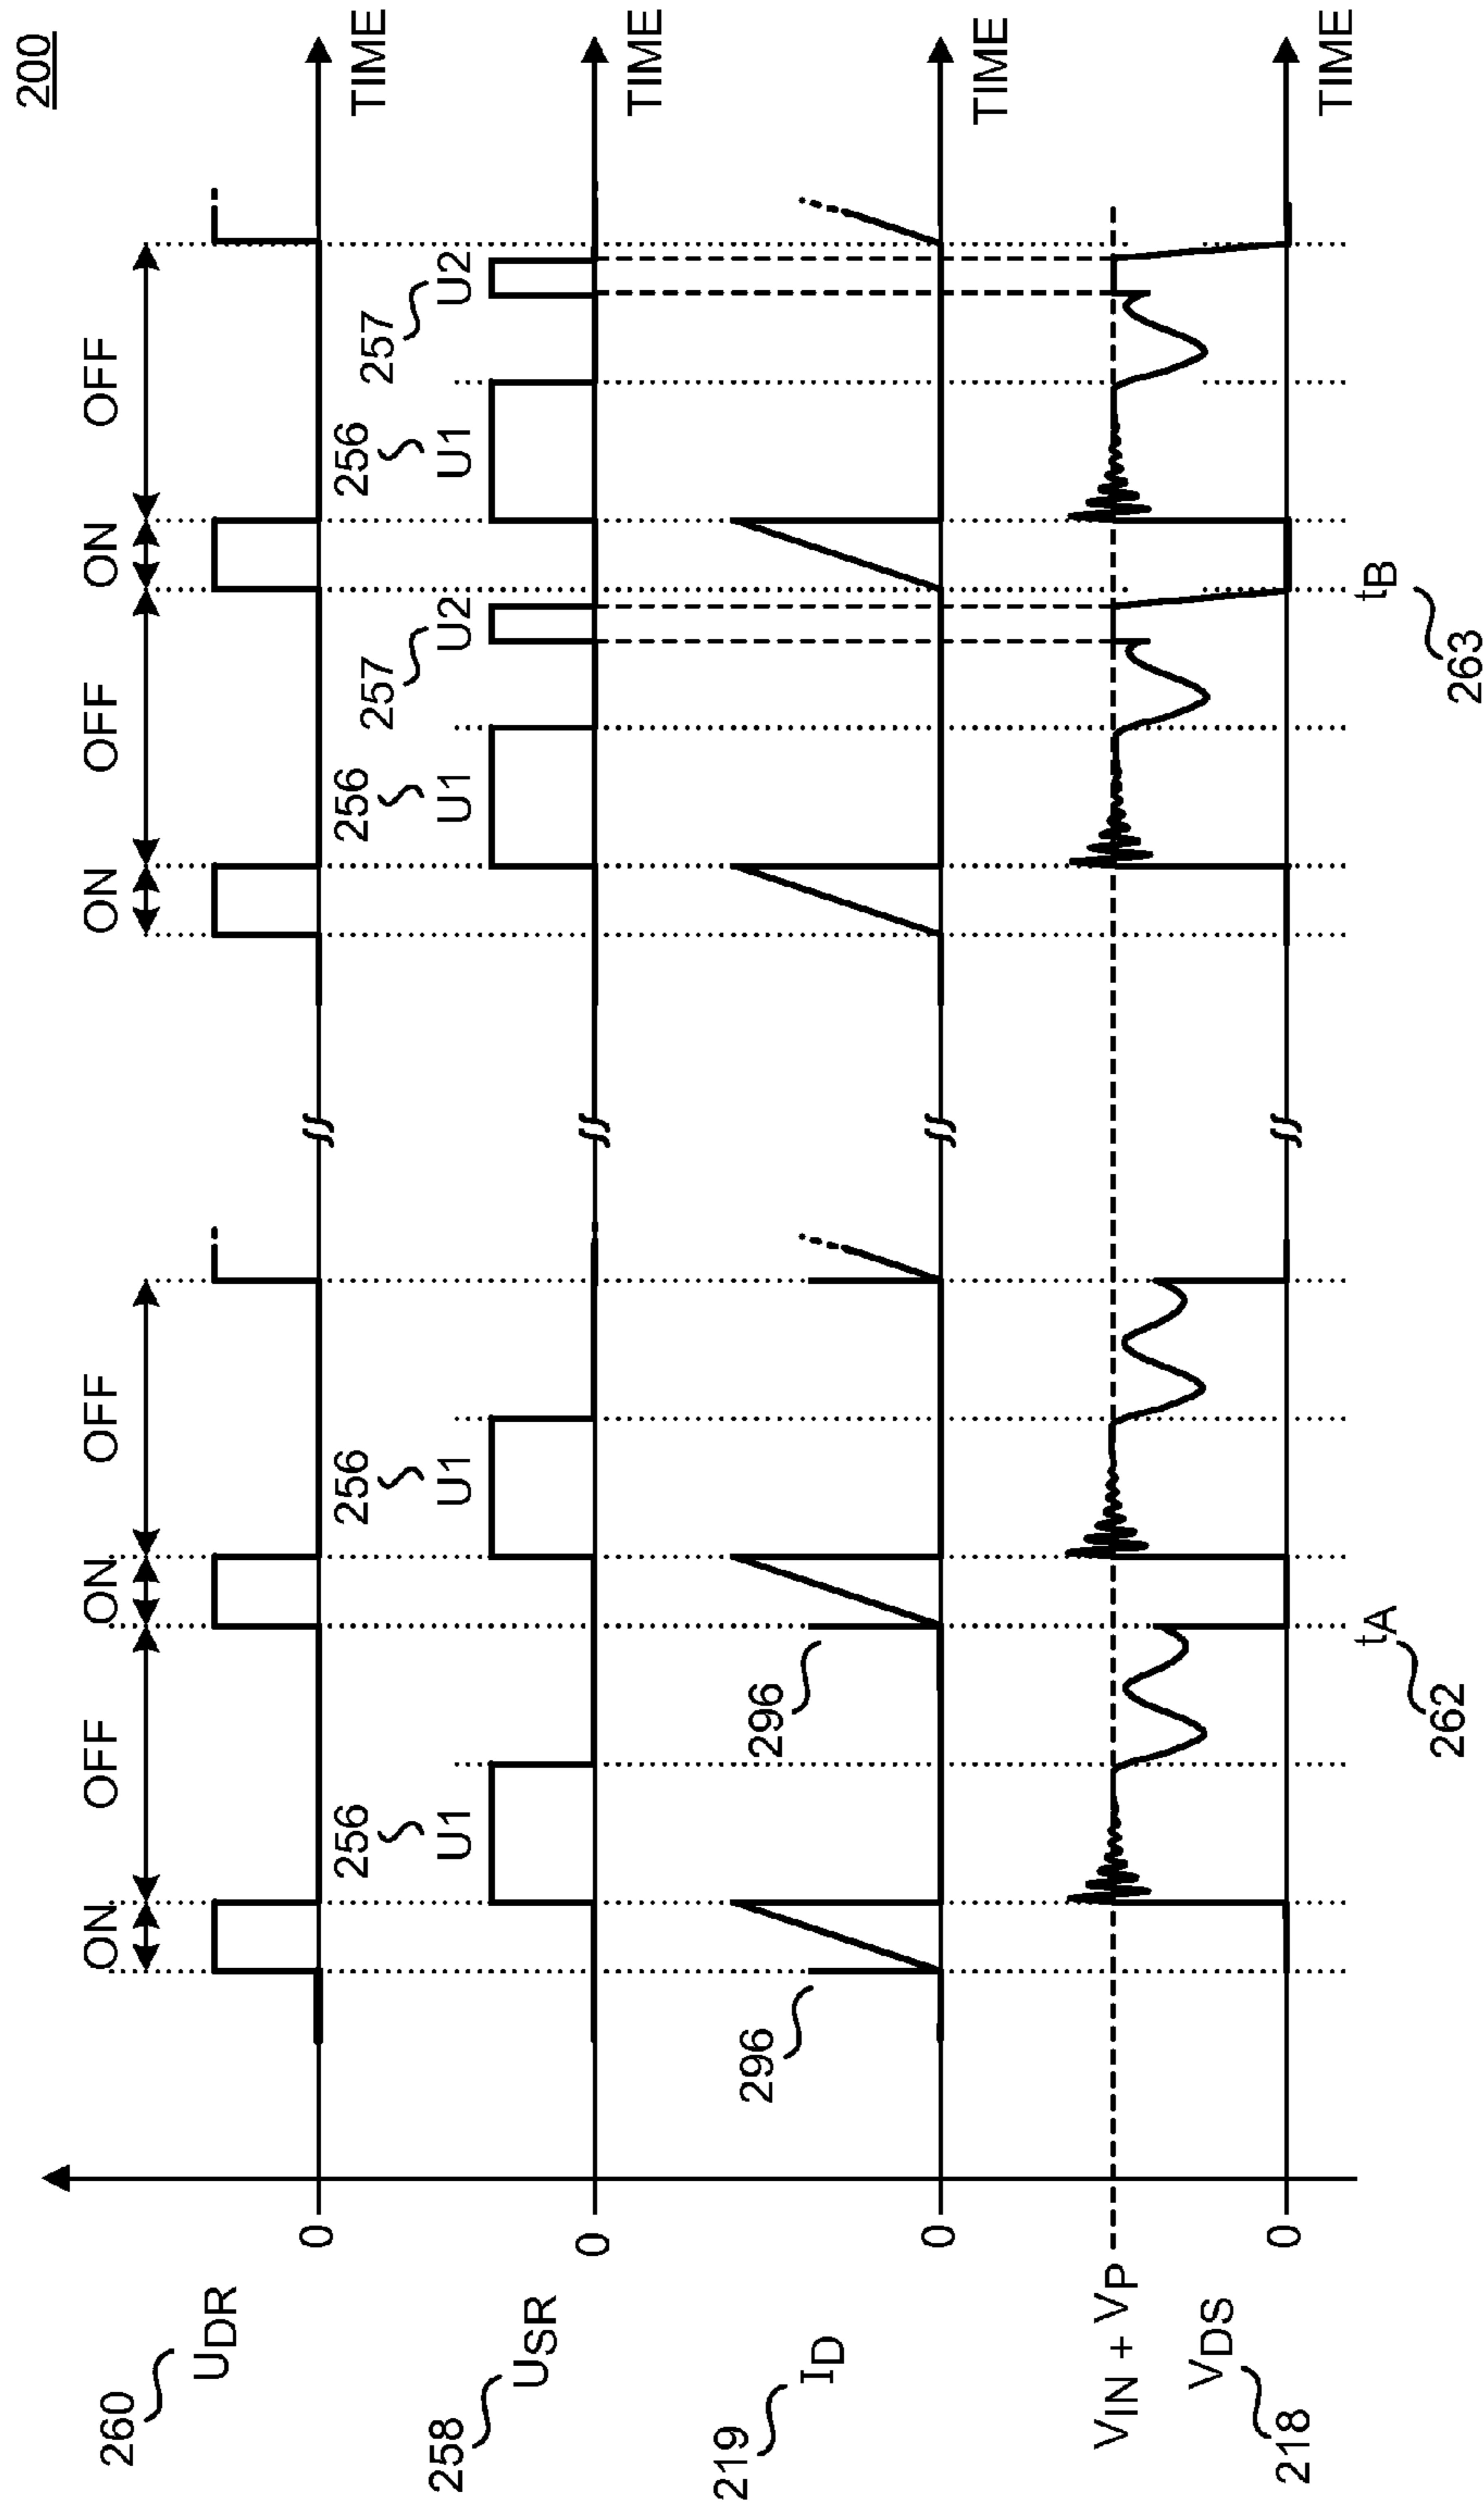 200
ON OFF ON OFF ON OFF ON OFF
260
UDR
0
TIME
256 256 256 257 256 257
U1 U1 U1 U2 U1 U2
258
USR
0
TIME
296 296
219
ID
0
TIME
VIN + VP
VDS
218
0
TIME
tA tB
262 263